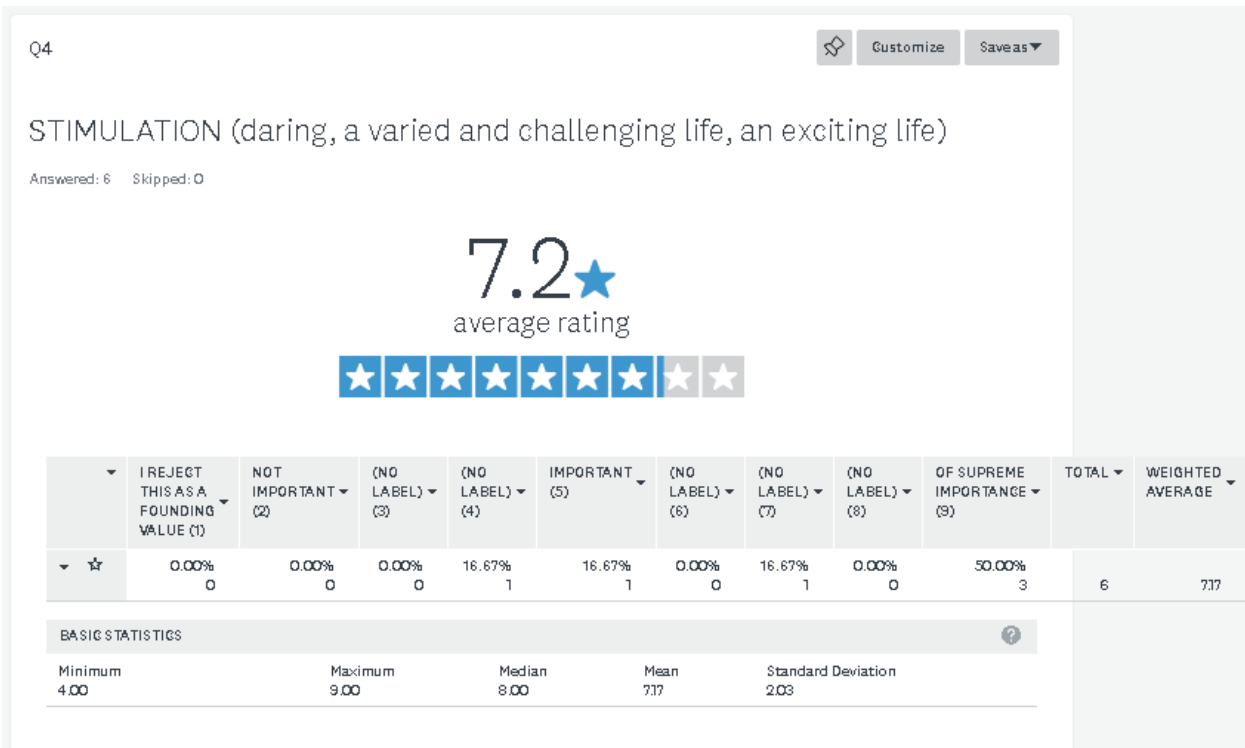 Q4
Customize Save as
STIMULATION (daring, a varied and challenging life, an exciting life)
Answered: 6 Skipped: 0
7.2
average rating
I REJECT THIS AS A FOUNDING VALUE (1) NOT IMPORTANT (2) (NO LABEL) (3) (NO LABEL) (4) IMPORTANT (5) (NO LABEL) (6) (NO LABEL) (7) (NO LABEL) (8) OF SUPREME IMPORTANCE (9) TOTAL WEIGHTED AVERAGE
0.00% 0.00% 0.00% 16.67% 16.67% 0.00% 16.67% 0.00% 50.00%
0 0 0 1 1 0 1 0 3 6 7.17
BASIC STATISTICS
Minimum Maximum Median Mean Standard Deviation
4.00 9.00 8.00 7.17 2.03